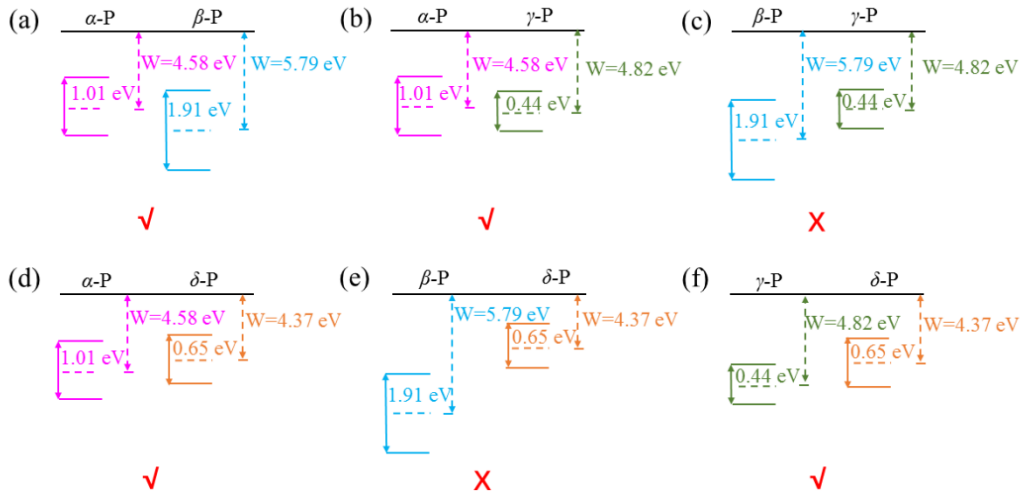 (a) α-P β-P
W=4.58 eV W=5.79 eV
1.01 eV 1.91 eV
√
(b) α-P γ-P
W=4.58 eV W=4.82 eV
1.01 eV 0.44 eV
√
(c) β-P γ-P
W=5.79 eV W=4.82 eV
1.91 eV 0.44 eV
X
(d) α-P δ-P
W=4.58 eV W=4.37 eV
1.01 eV 0.65 eV
√
(e) β-P δ-P
W=5.79 eV W=4.37 eV
1.91 eV 0.65 eV
X
(f) γ-P δ-P
W=4.82 eV W=4.37 eV
0.44 eV 0.65 eV
√